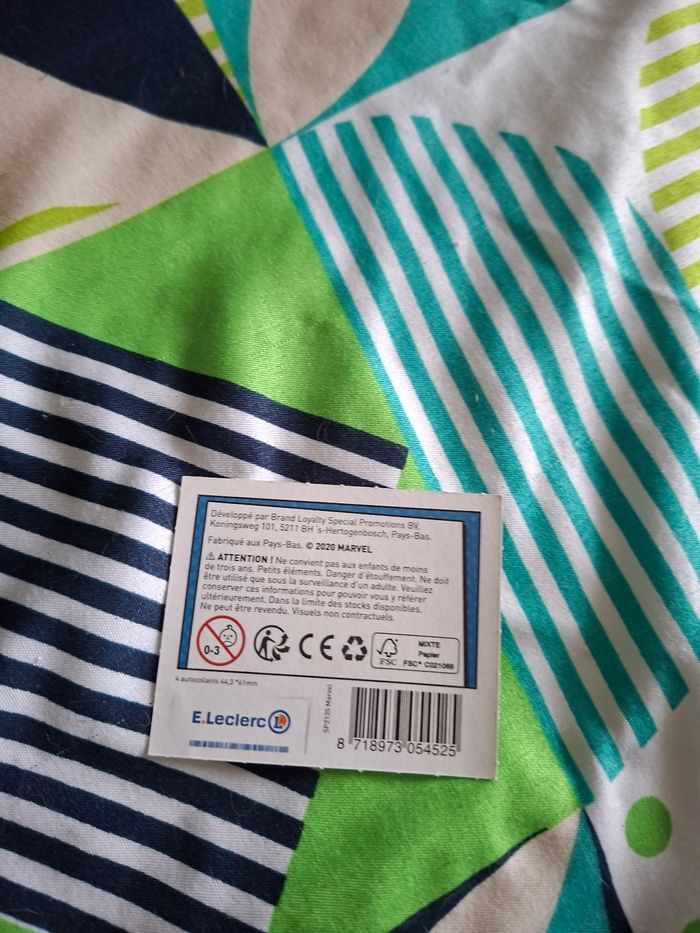 Développé par Brand Loyalty Special Promotions BV,
Koningsweg 101, 5211 BH 's-Hertogenbosch, Pays-Bas.
Fabriqué aux Pays-Bas. © 2020 MARVEL
⚠ ATTENTION ! Ne convient pas aux enfants de moins
de trois ans. Petits éléments. Danger d'étouffement. Ne doit
être utilisé que sous la surveillance d'un adulte. Veuillez
conserver ces informations pour pouvoir vous y référer
ultérieurement. Dans la limite des stocks disponibles.
Ne peut être revendu. Visuels non contractuels.
0-3
CE
FSC
MIXTE
Papier
FSC® C021068
4 autocollants 44,3 *61mm
E.Leclerc L
SP2135 Marvel
8 718973 054525